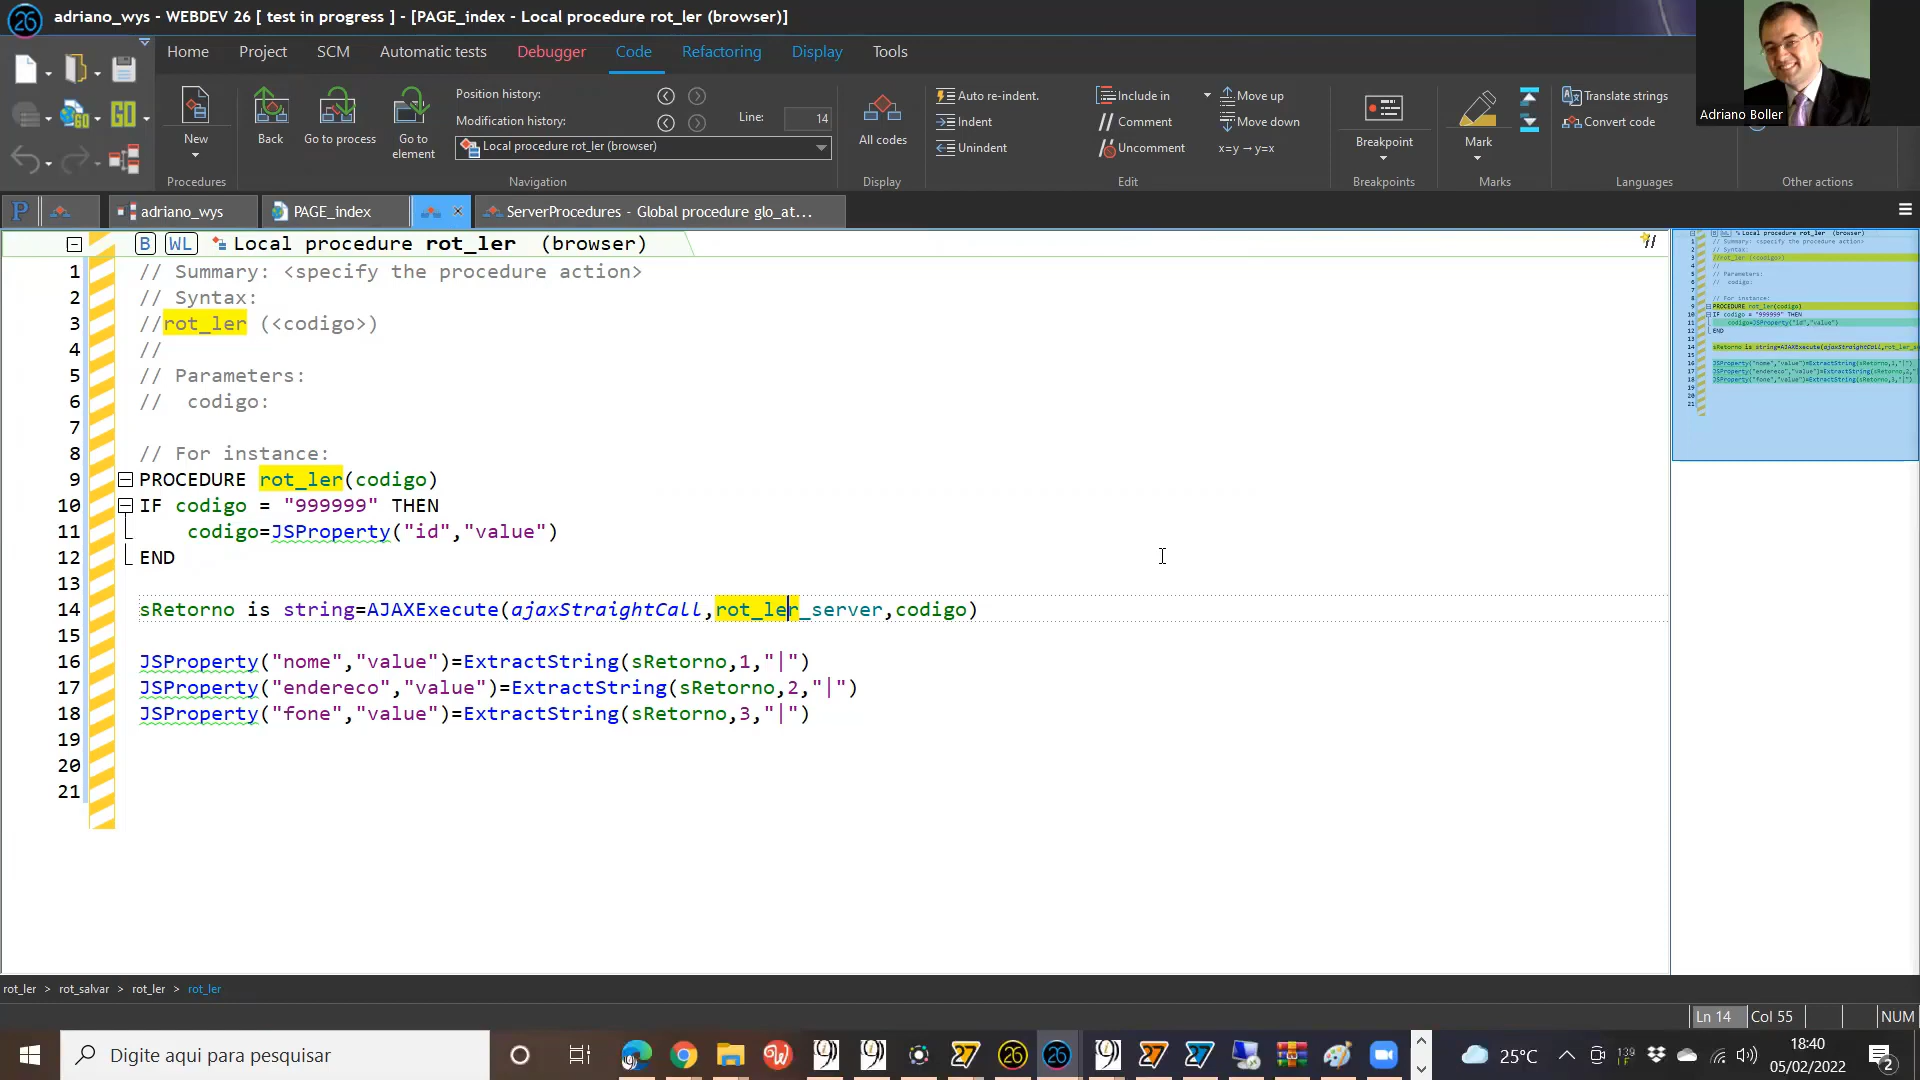 adriano_wys - WEBDEV 26 [ test in progress ] - [PAGE_index - Local procedure rot_ler (browser)]
Home Project SCM Automatic tests Debugger Code Refactoring Display Tools
New
Procedures
Back
Go to process
Go to element
Position history:
Modification history:
Line: 14
Local procedure rot_ler (browser)
Navigation
All codes
Display
Auto re-indent.
Indent
Unindent
Include in
Comment
Uncomment
Move up
Move down
x=y→y=x
Edit
Breakpoint
Breakpoints
Mark
Marks
Translate strings
Convert code
Languages
Other actions
Adriano Boller
adriano_wys
PAGE_index
ServerProcedures - Global procedure glo_at...
B WL Local procedure rot_ler (browser)
1 // Summary: <specify the procedure action>
2 // Syntax:
3 //rot_ler (<codigo>)
4 //
5 // Parameters:
6 // codigo:
7
8 // For instance:
9 PROCEDURE rot_ler(codigo)
10 IF codigo = "999999" THEN
11 codigo=JSProperty("id","value")
12 END
13
14 sRetorno is string=AJAXExecute(ajaxStraightCall,rot_ler_server,codigo)
15
16 JSProperty("nome","value")=ExtractString(sRetorno,1,"|")
17 JSProperty("endereco","value")=ExtractString(sRetorno,2,"|")
18 JSProperty("fone","value")=ExtractString(sRetorno,3,"|")
19
20
21
rot_ler > rot_salvar > rot_ler > rot_ler
Ln 14 Col 55 NUM
Digite aqui para pesquisar
25°C
18:40
05/02/2022
2